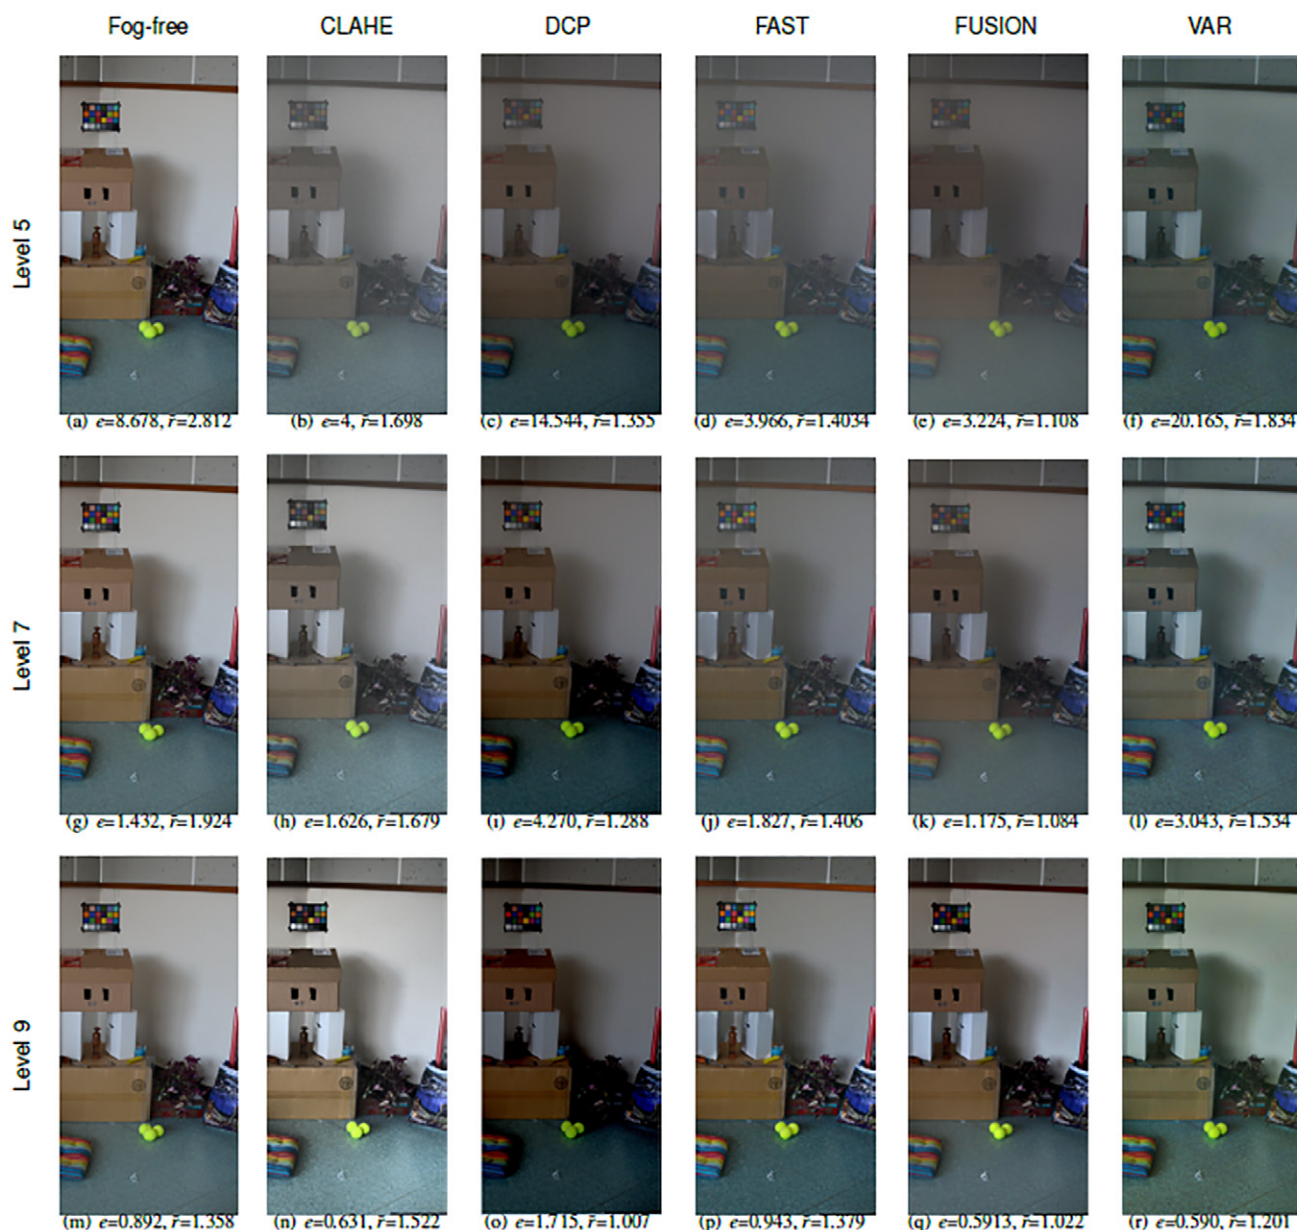 Fog-free CLAHE DCP FAST FUSION VAR
Level 5
(a) e=8.678, r̄=2.812 (b) e=4, r̄=1.698 (c) e=14.544, r̄=1.355 (d) e=3.966, r̄=1.4034 (e) e=3.224, r̄=1.108 (f) e=20.165, r̄=1.834
Level 7
(g) e=1.432, r̄=1.924 (h) e=1.626, r̄=1.679 (i) e=4.270, r̄=1.288 (j) e=1.827, r̄=1.406 (k) e=1.175, r̄=1.084 (l) e=3.043, r̄=1.534
Level 9
(m) e=0.892, r̄=1.358 (n) e=0.631, r̄=1.522 (o) e=1.715, r̄=1.007 (p) e=0.943, r̄=1.379 (q) e=0.5913, r̄=1.022 (r) e=0.590, r̄=1.201